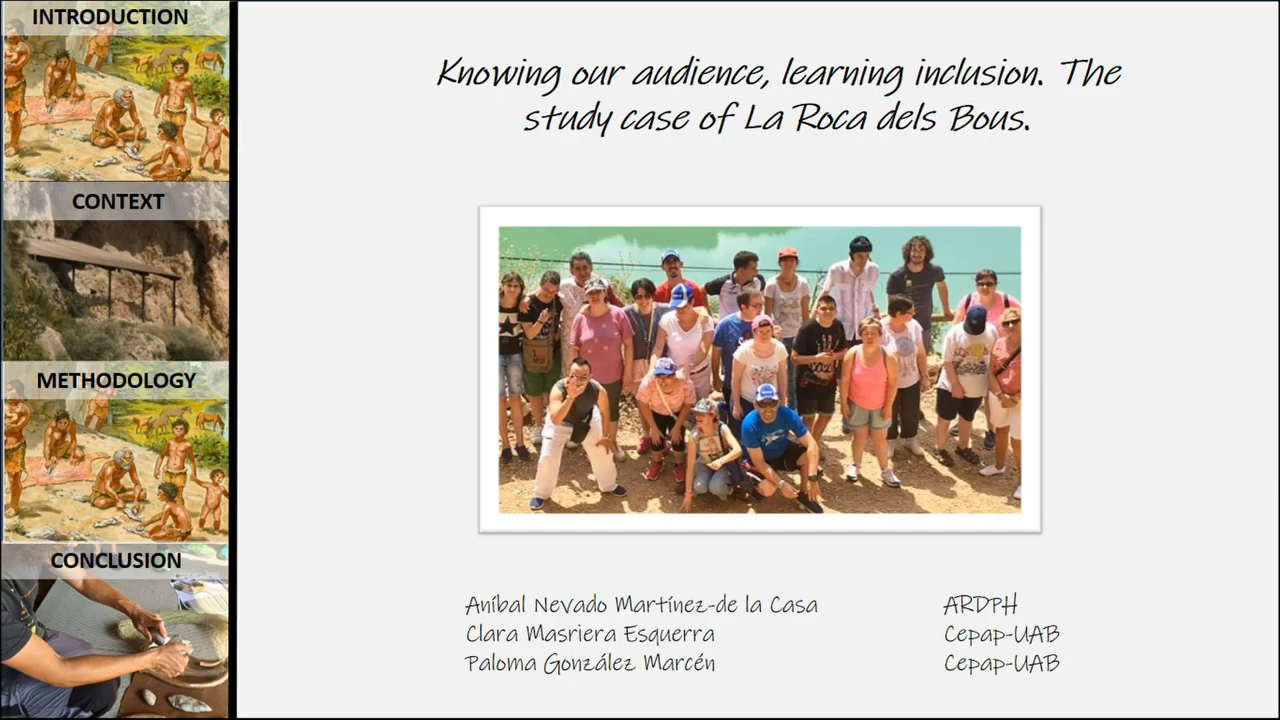 INTRODUCTION
CONTEXT
METHODOLOGY
CONCLUSION
Knowing our audience, learning inclusion. The
study case of La Roca dels Bous.
Aníbal Nevado Martínez-de la Casa ARDPH
Clara Masriera Esquerra Cepap-UAB
Paloma González Marcén Cepap-UAB